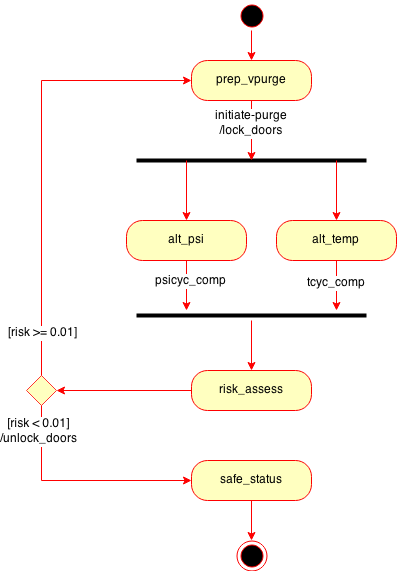 prep_vpurge
initiate-purge
/lock_doors
alt_psi
alt_temp
psicyc_comp
tcyc_comp
[risk >= 0.01]
risk_assess
[risk < 0.01]
/unlock_doors
safe_status